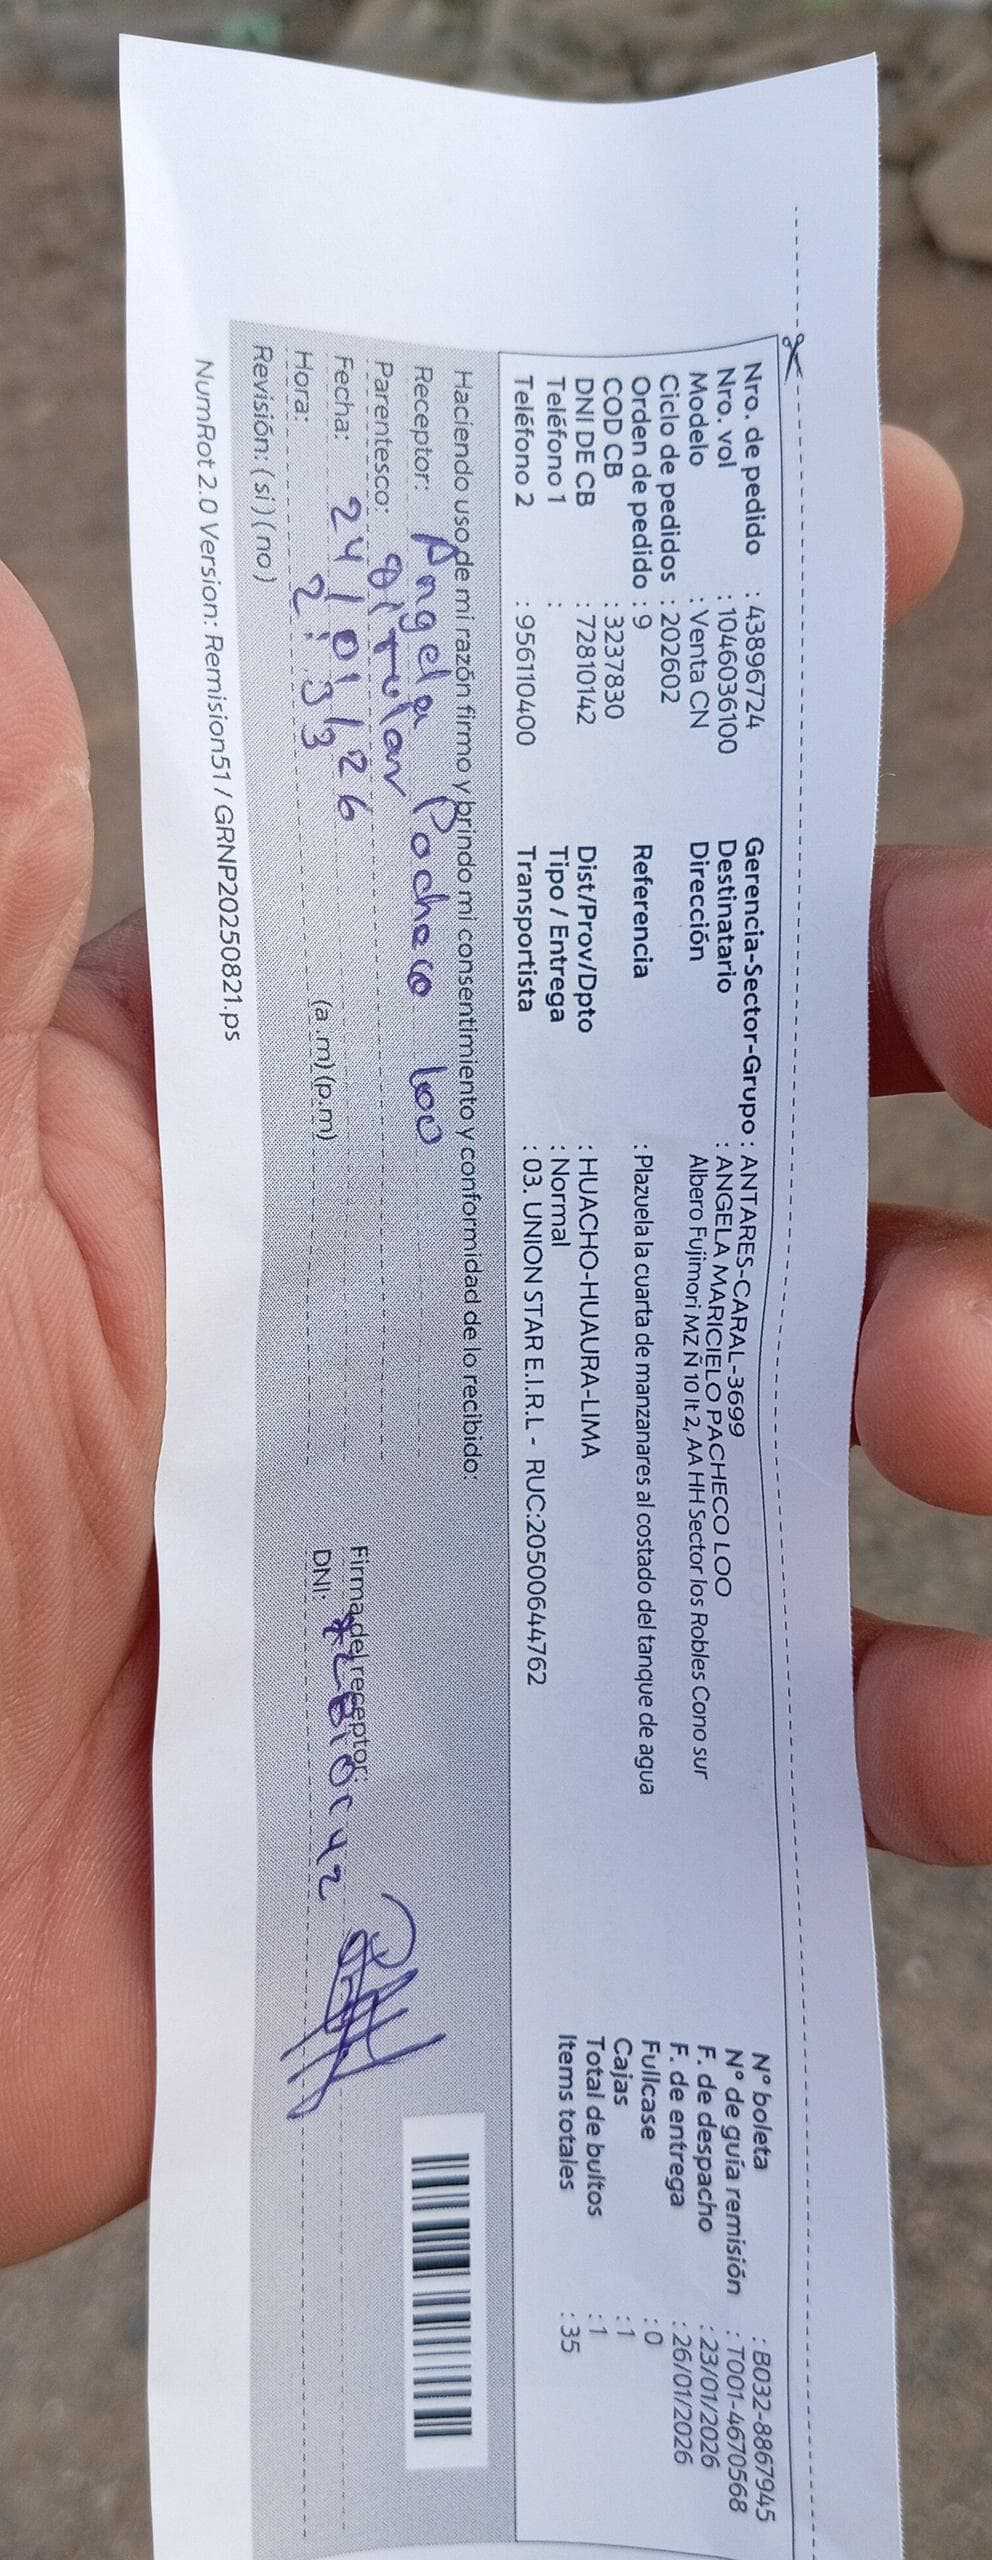 Nro. de pedido : 43896724
Nro. vol : 1046036100
Modelo : Venta CN
Ciclo de pedidos : 202602
Orden de pedido : 9
COD CB : 3237830
DNI DE CB : 72810142
Teléfono 1 :
Teléfono 2 : 956110400
Gerencia-Sector-Grupo : ANTARES-CARAL-3699
Destinatario : ANGELA MARICIELO PACHECO LOO
Dirección Albero Fujimori MZ Ñ 10 lt 2, AA HH Sector los Robles Cono sur
Referencia : Plazuela la cuarta de manzanares al costado del tanque de agua
Dist/Prov/Dpto : HUACHO-HUAURA-LIMA
Tipo / Entrega : Normal
Transportista : 03. UNION STAR E.I.R.L - RUC:20500644762
N° boleta : B032-8867945
N° de guía remisión : T001-4670568
F. de despacho : 23/01/2026
F. de entrega : 26/01/2026
Fullcase : 0
Cajas : 1
Total de bultos : 1
Items totales : 35
Haciendo uso de mi razón firmo y brindo mi consentimiento y conformidad de lo recibido:
Receptor: Angela Pacheco Loo
Parentesco: titular
Fecha: 24/01/26
Hora: 2:33 (a.m) (p.m)
Revisión: ( si ) ( no )
Firma del receptor:
DNI: 72810142
NumRot 2.0 Version: Remision51 / GRNP20250821.ps